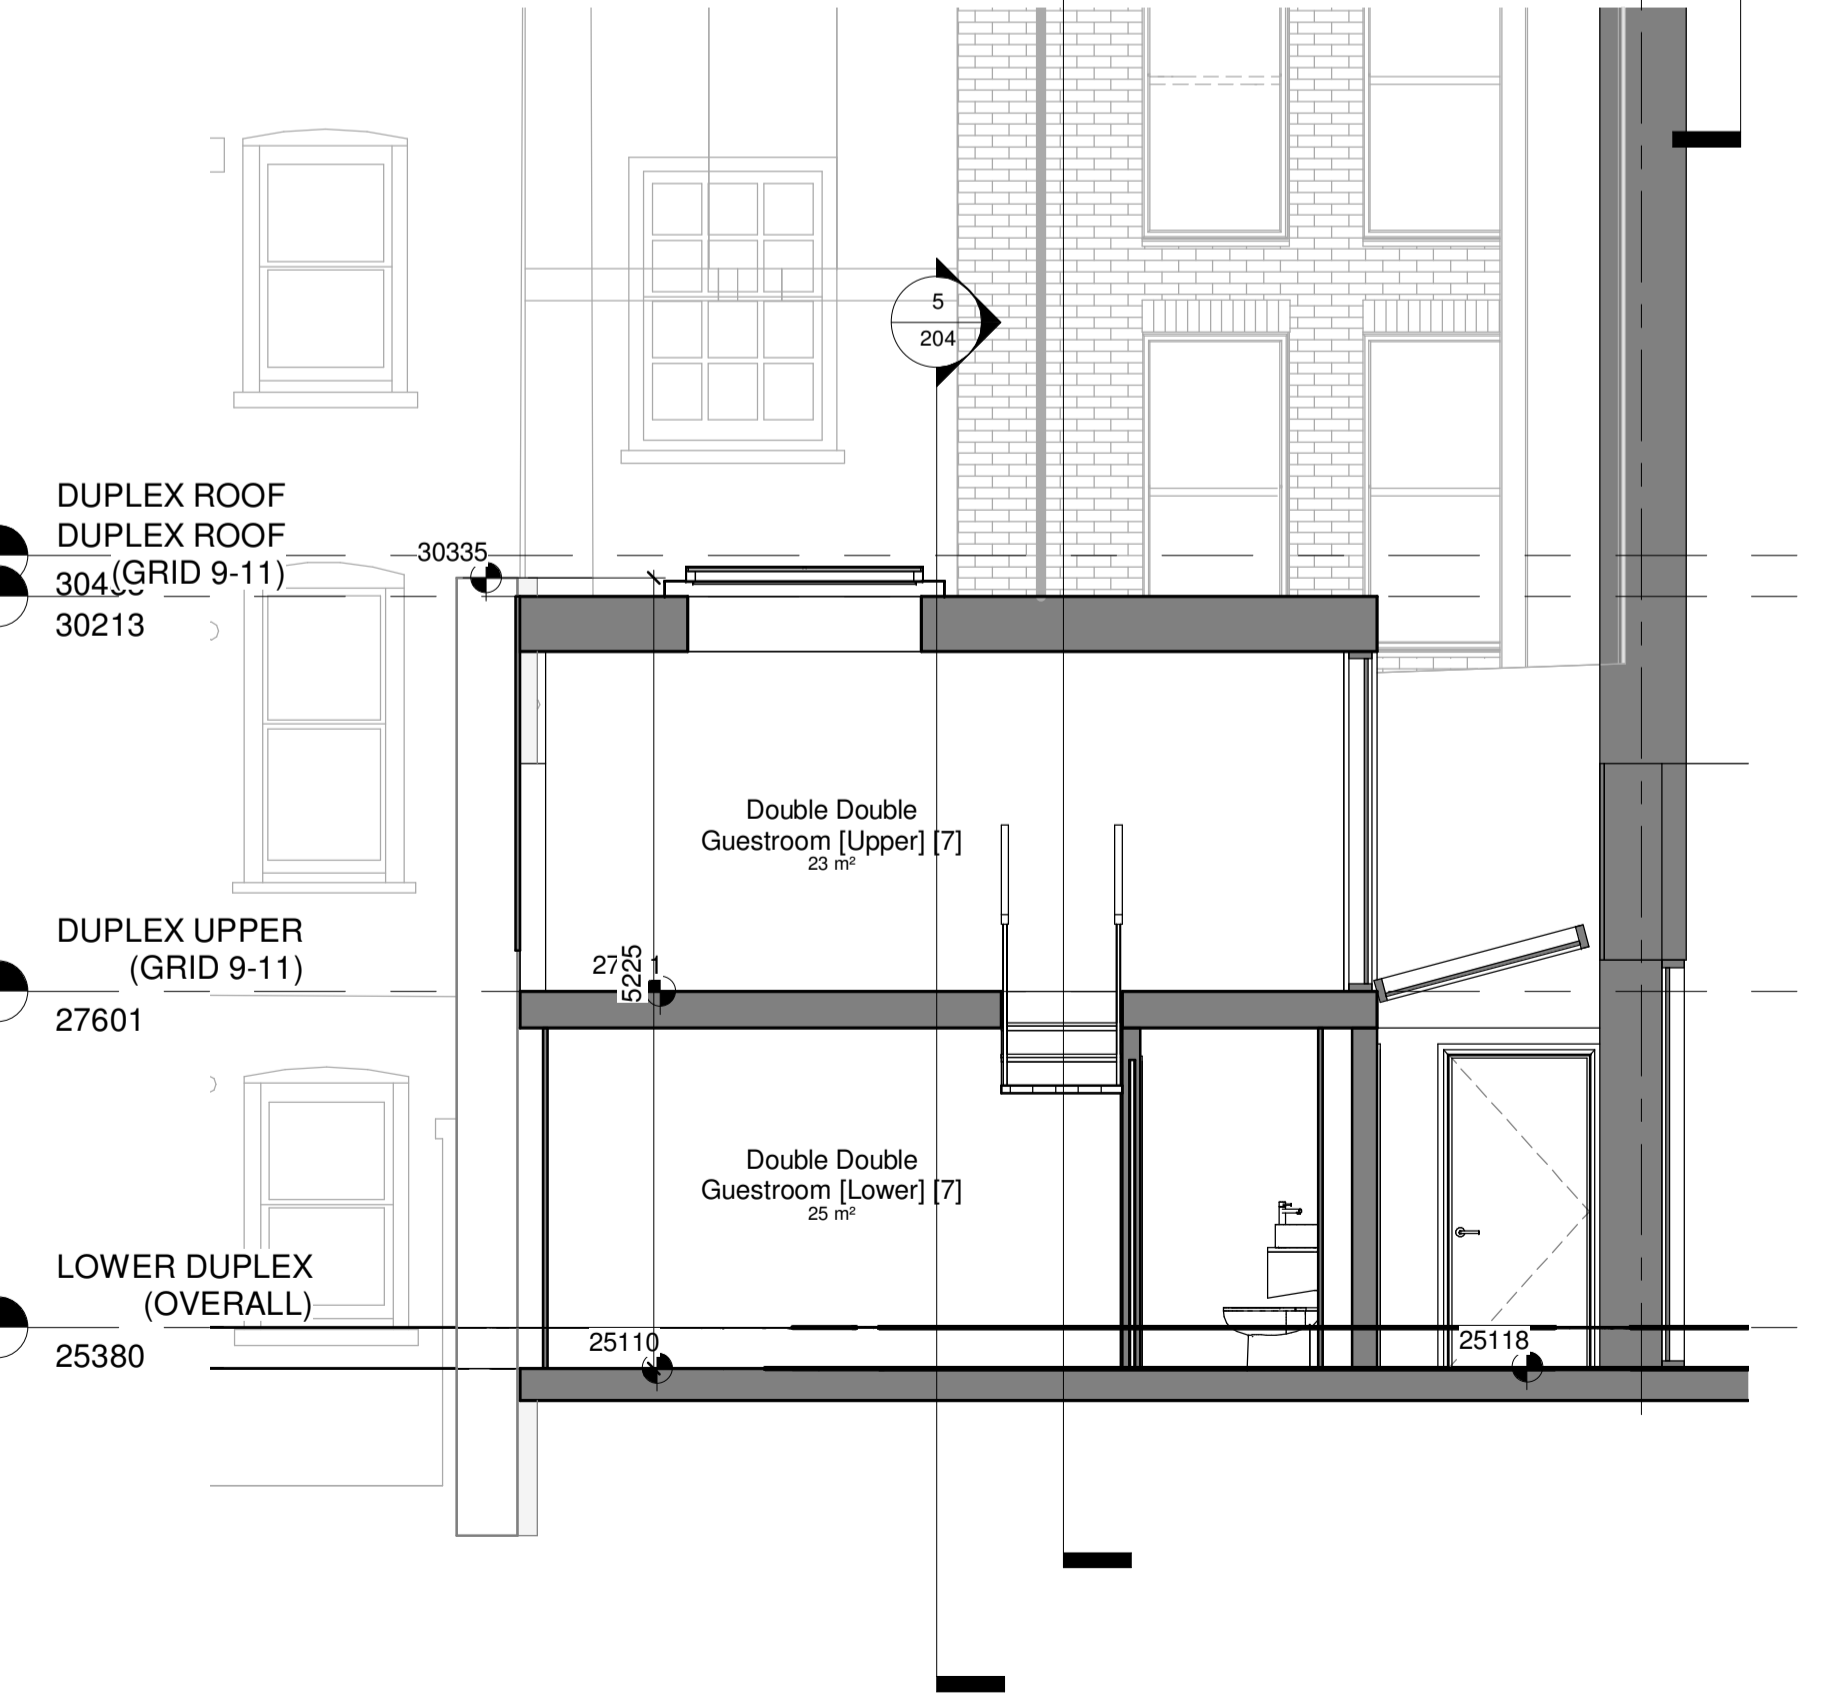 5
204
DUPLEX ROOF
DUPLEX ROOF
(GRID 9-11)
30213
30335
Double Double
Guestroom [Upper] [7]
23 m²
DUPLEX UPPER
(GRID 9-11)
27601
5225
Double Double
Guestroom [Lower] [7]
25 m²
LOWER DUPLEX
(OVERALL)
25380
25110
25118